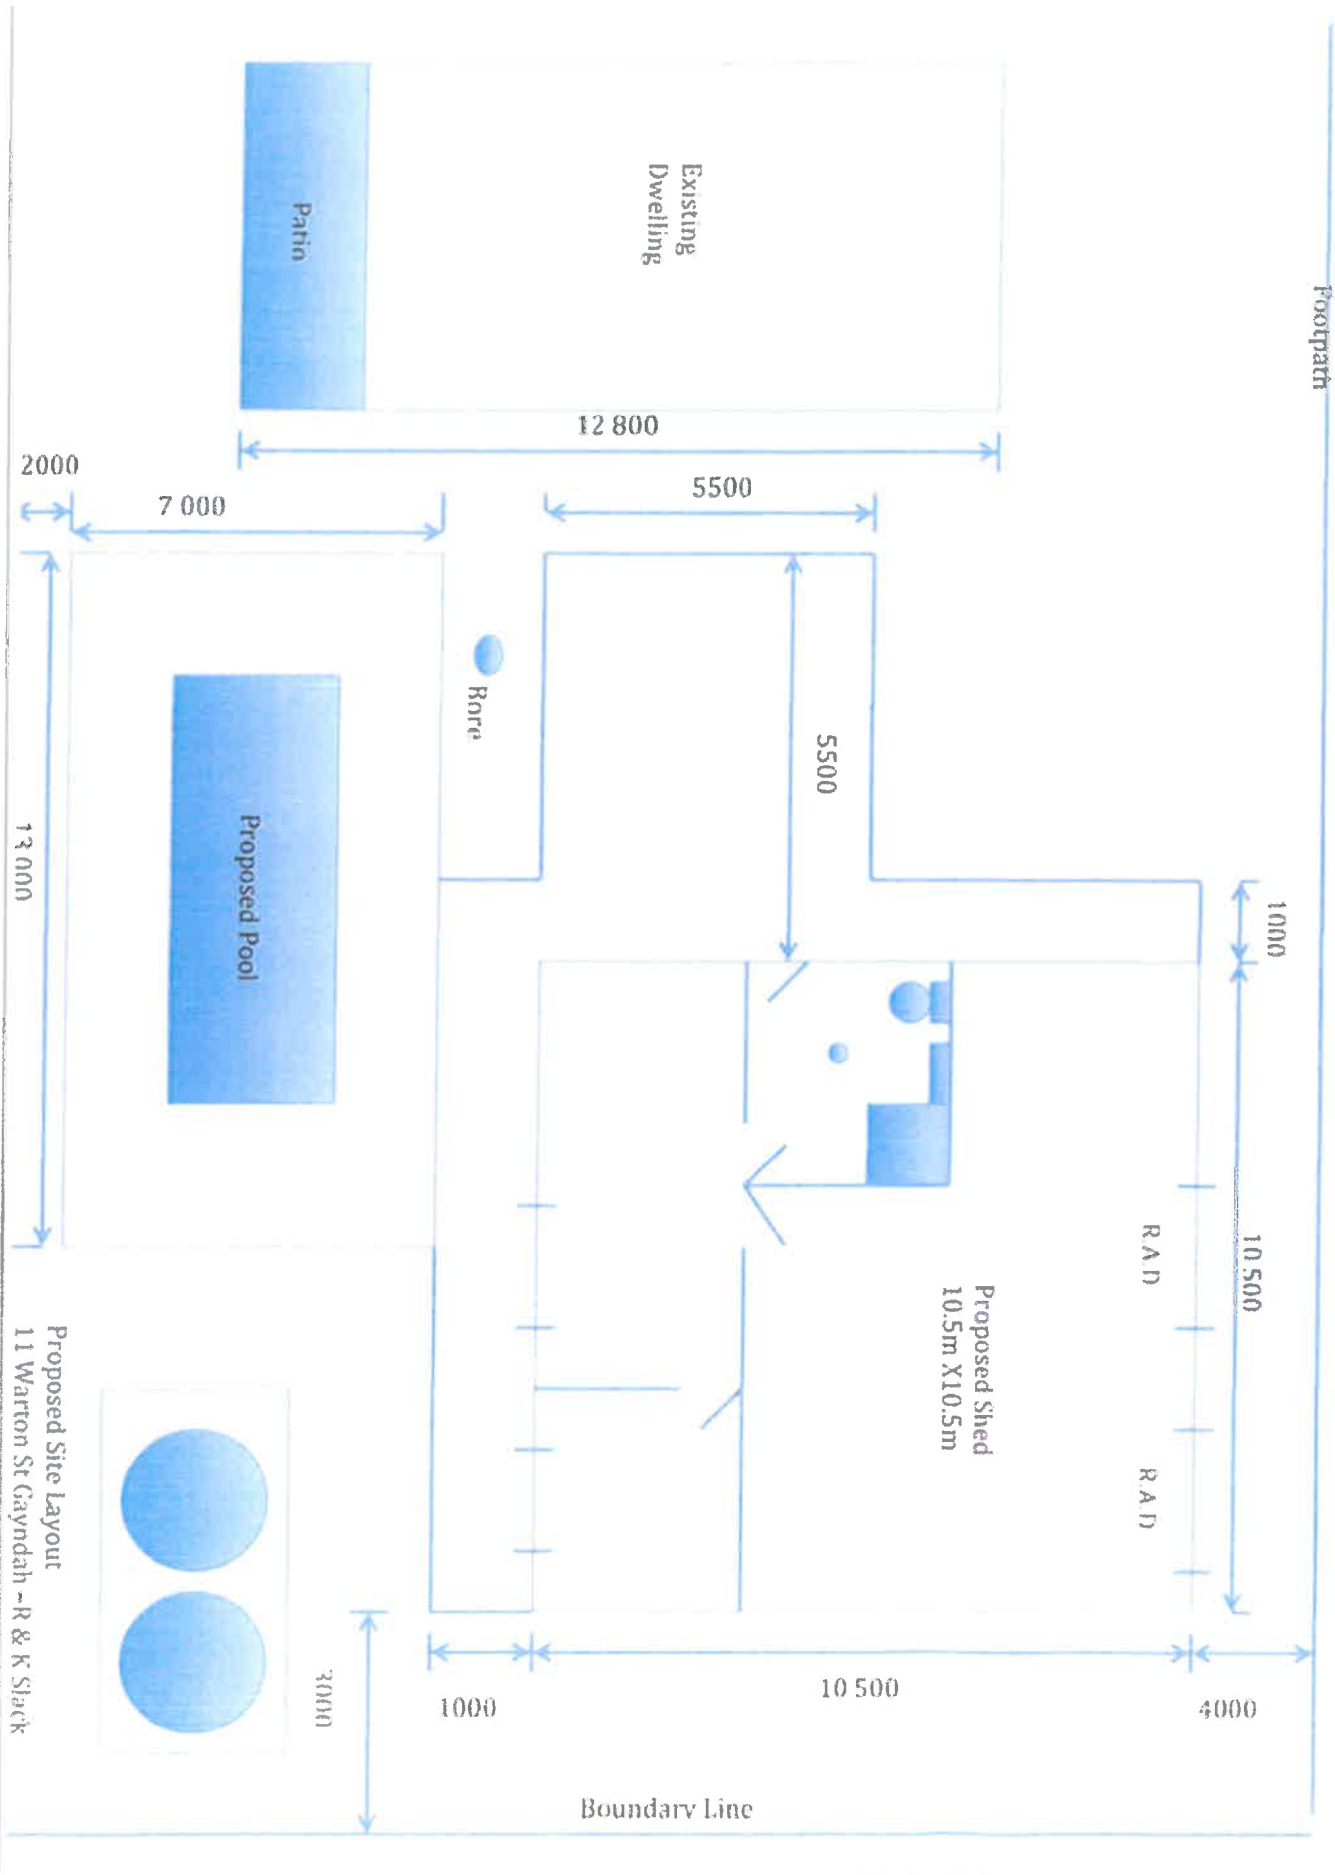 Footpath
Existing
Dwelling
Patio
12 800
5500
7 000
2000
5500
Bore
Proposed Pool
13 000
1000
10 500
R.A.D
R.A.D
Proposed Shed
10.5m X10.5m
10 500
4000
1000
3000
Boundary Line
Proposed Site Layout
11 Warton St Gayndah – R & K Slack